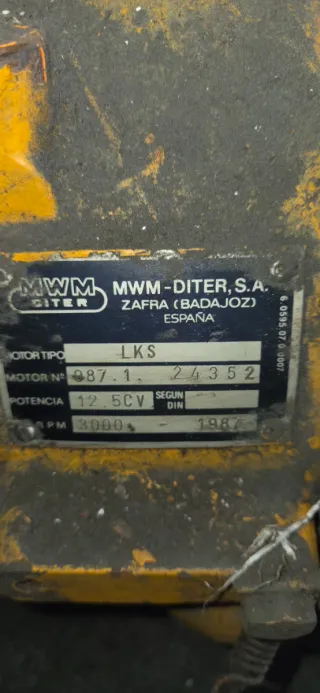 MWM
DITER
MWM-DITER, S.A.
ZAFRA (BADAJOZ)
ESPAÑA
MOTOR TIPO LKS
MOTOR Nº 087.1. 24352
POTENCIA 12.5CV SEGUN DIN
R P M 3000 - 1987